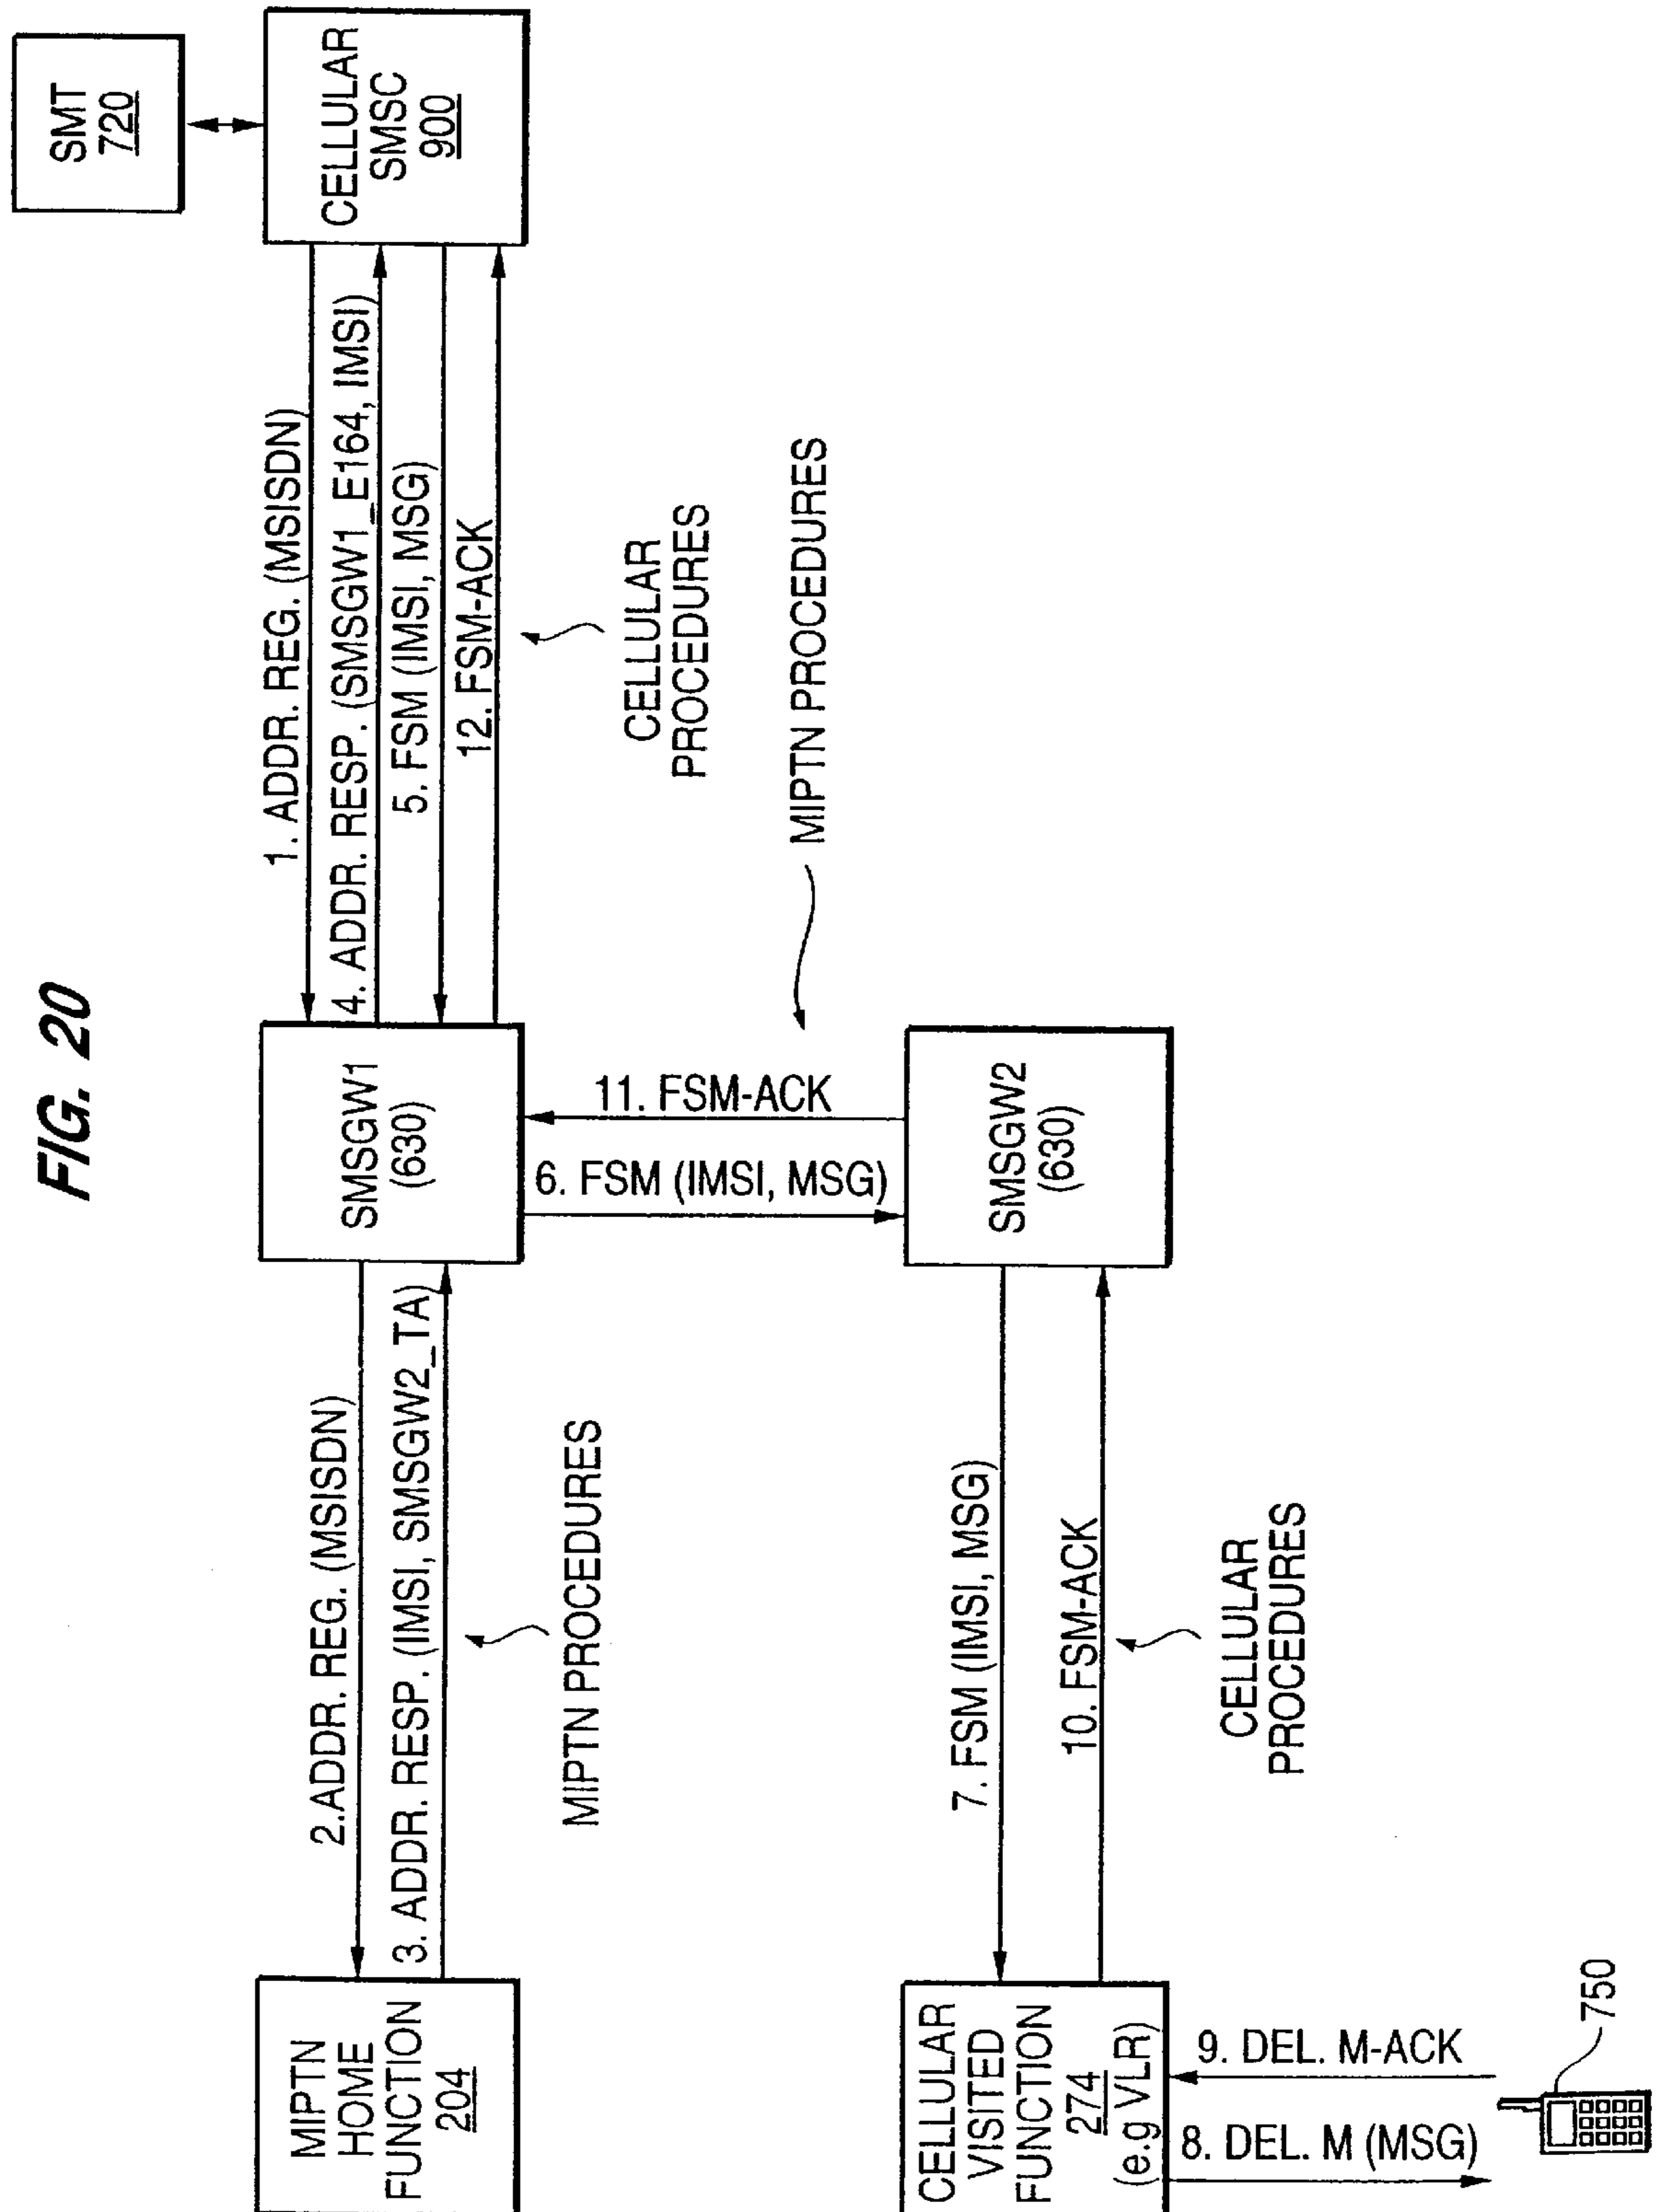 FIG. 20
SMT
720
CELLULAR
SMSC
900
1. ADDR. REG. (MSISDN)
4. ADDR. RESP. (SMSGW1_E164, IMSI)
5. FSM (IMSI, MSG)
12. FSM-ACK
CELLULAR
PROCEDURES
MIPTN PROCEDURES
SMSGW1
(630)
11. FSM-ACK
6. FSM (IMSI, MSG)
SMSGW2
(630)
2.ADDR. REG. (MSISDN)
3. ADDR. RESP. (IMSI, SMSGW2_TA)
MIPTN PROCEDURES
7. FSM (IMSI, MSG)
10. FSM-ACK
CELLULAR
PROCEDURES
MIPTN
HOME
FUNCTION
204
CELLULAR
VISITED
FUNCTION
274
(e.g VLR)
9. DEL. M-ACK
8. DEL. M (MSG)
750